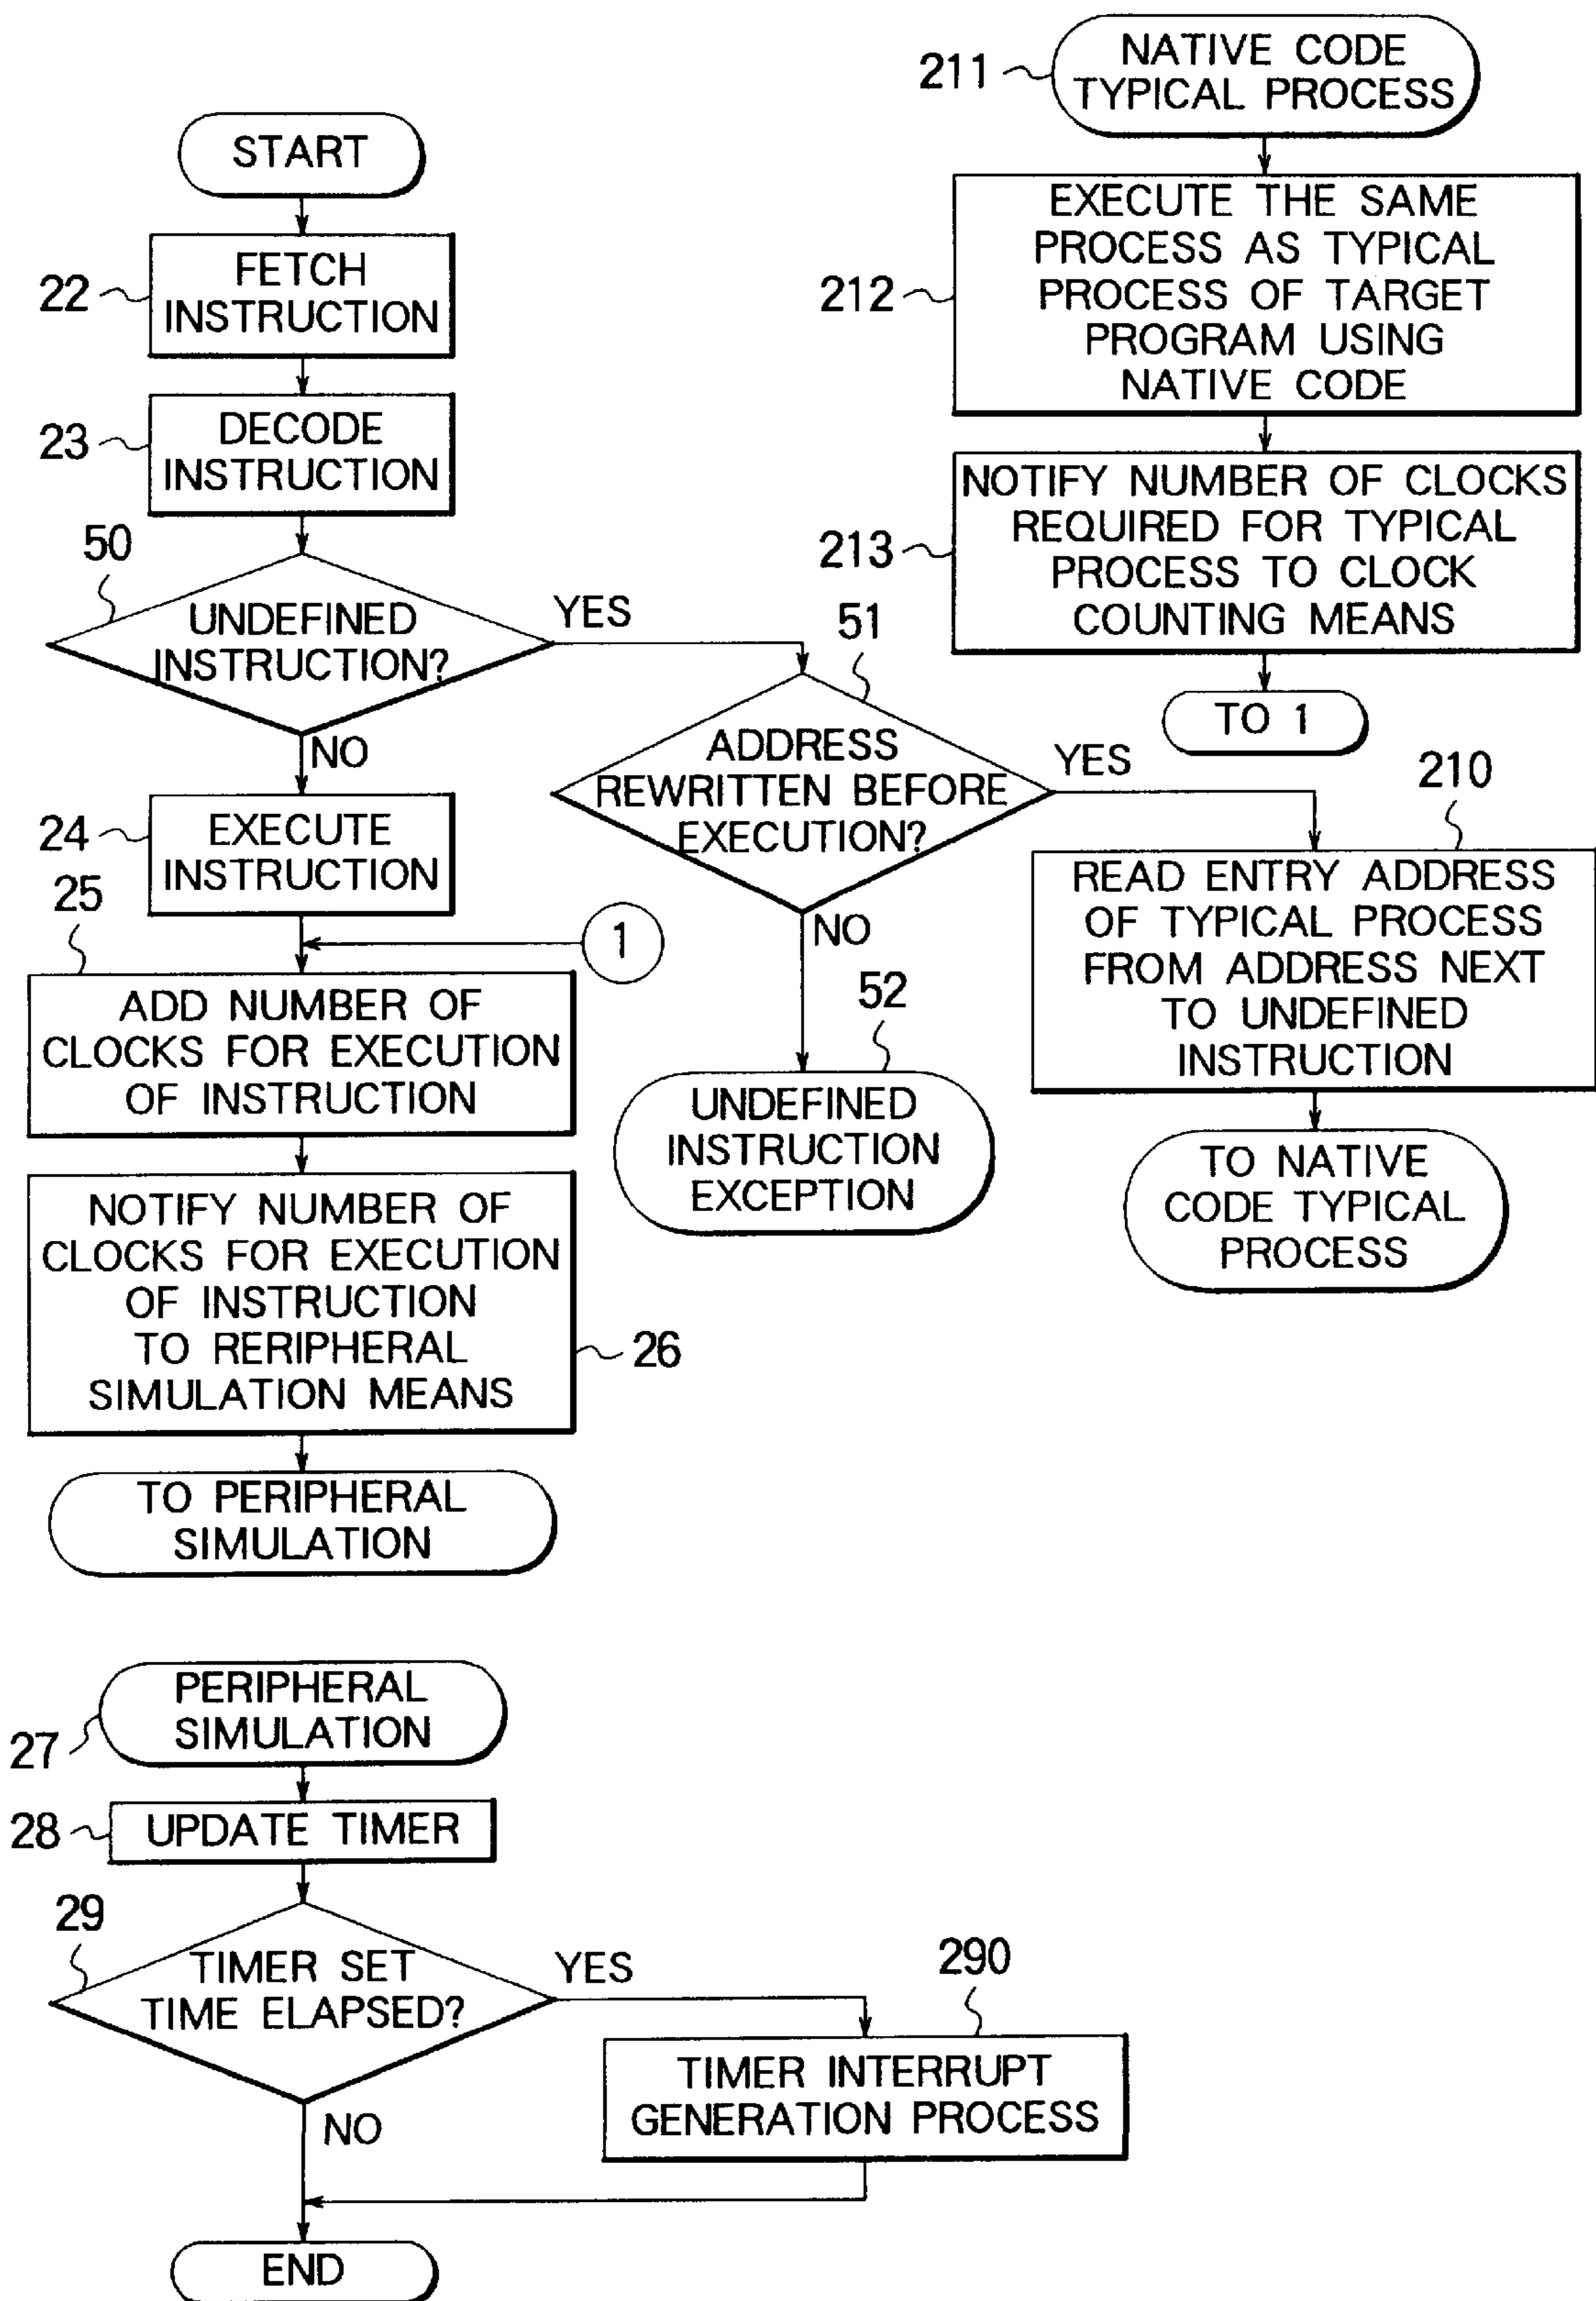 START
22
FETCH
INSTRUCTION
23
DECODE
INSTRUCTION
50
UNDEFINED
INSTRUCTION?
YES
NO
24
EXECUTE
INSTRUCTION
25
1
ADD NUMBER OF
CLOCKS FOR EXECUTION
OF INSTRUCTION
NOTIFY NUMBER OF
CLOCKS FOR EXECUTION
OF INSTRUCTION
TO RERIPHERAL
SIMULATION MEANS
26
TO PERIPHERAL
SIMULATION
51
ADDRESS
REWRITTEN BEFORE
EXECUTION?
YES
NO
52
UNDEFINED
INSTRUCTION
EXCEPTION
210
READ ENTRY ADDRESS
OF TYPICAL PROCESS
FROM ADDRESS NEXT
TO UNDEFINED
INSTRUCTION
TO NATIVE
CODE TYPICAL
PROCESS
211
NATIVE CODE
TYPICAL PROCESS
212
EXECUTE THE SAME
PROCESS AS TYPICAL
PROCESS OF TARGET
PROGRAM USING
NATIVE CODE
213
NOTIFY NUMBER OF CLOCKS
REQUIRED FOR TYPICAL
PROCESS TO CLOCK
COUNTING MEANS
TO 1
27
PERIPHERAL
SIMULATION
28
UPDATE TIMER
29
TIMER SET
TIME ELAPSED?
YES
NO
290
TIMER INTERRUPT
GENERATION PROCESS
END